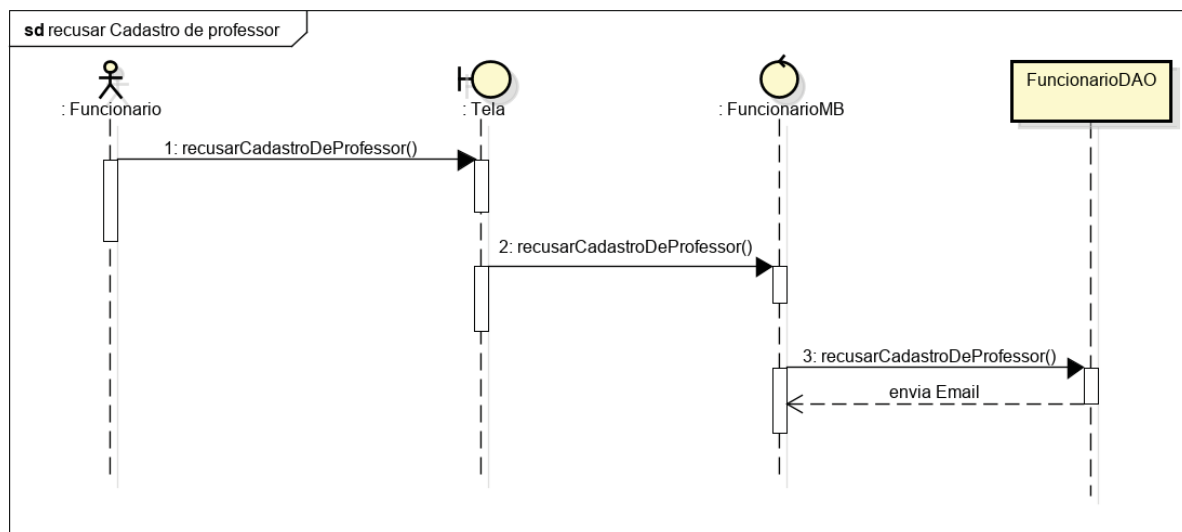 sd recusar Cadastro de professor
: Funcionario
: Tela
: FuncionarioMB
FuncionarioDAO
1: recusarCadastroDeProfessor()
2: recusarCadastroDeProfessor()
3: recusarCadastroDeProfessor()
envia Email